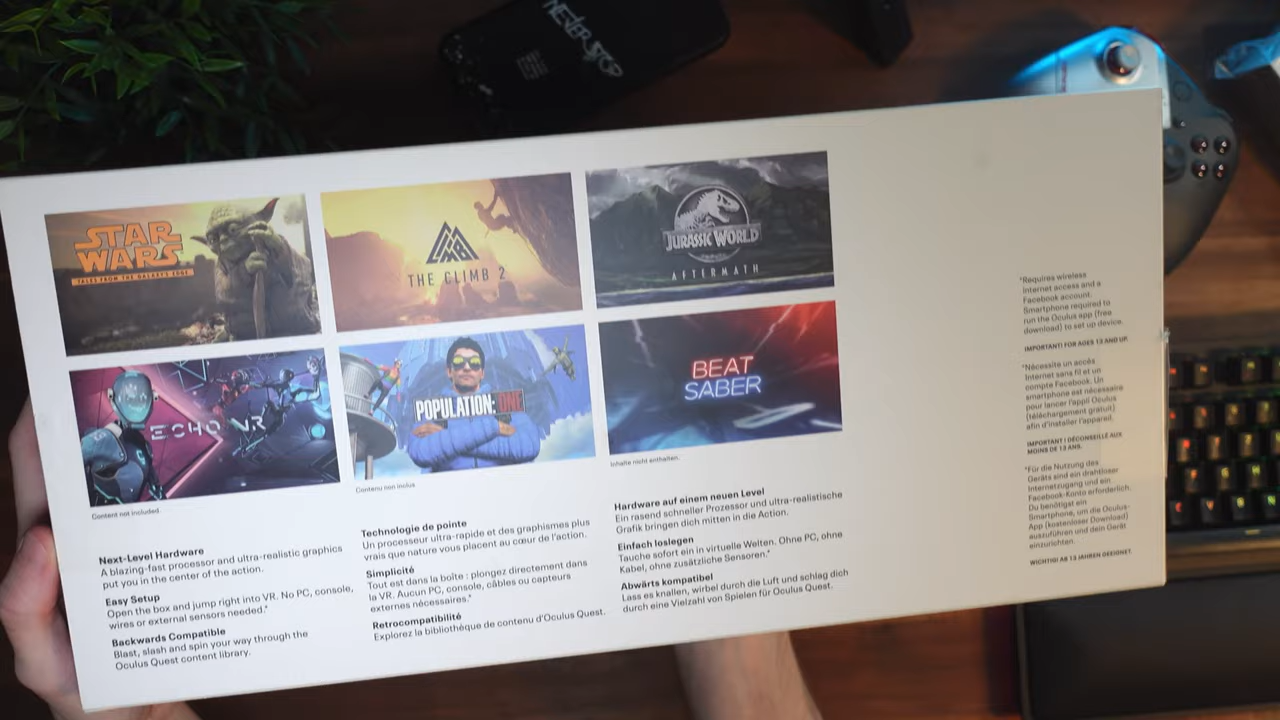 NEVER STOP
STAR
WARS
TALES FROM THE GALAXY'S EDGE
THE CLIMB 2
JURASSIC WORLD
AFTERMATH
ECHO VR
POPULATION: ONE
BEAT
SABER
Content not included.
Contenu non inclus.
Inhalte nicht enthalten.
Next-Level Hardware
A blazing-fast processor and ultra-realistic graphics
put you in the center of the action.
Easy Setup
Open the box and jump right into VR. No PC, console,
wires or external sensors needed.*
Backwards Compatible
Blast, slash and spin your way through the
Oculus Quest content library.
Technologie de pointe
Un processeur ultra-rapide et des graphismes plus
vrais que nature vous placent au cœur de l'action.
Simplicité
Tout est dans la boîte : plongez directement dans
la VR. Aucun PC, console, câbles ou capteurs
externes nécessaires.*
Retrocompatibilité
Explorez la bibliothèque de contenu d'Oculus Quest.
Hardware auf einem neuen Level
Ein rasend schneller Prozessor und ultra-realistische
Grafik bringen dich mitten in die Action.
Einfach loslegen
Tauche sofort ein in virtuelle Welten. Ohne PC, ohne
Kabel, ohne zusätzliche Sensoren.*
Abwärts kompatibel
Lass es knallen, wirbel durch die Luft und schlag dich
durch eine Vielzahl von Spielen für Oculus Quest.
*Requires wireless
internet access and a
Facebook account.
Smartphone required to
run the Oculus app (free
download) to set up device.
IMPORTANT! FOR AGES 13 AND UP.
*Nécessite un accès
Internet sans fil et un
compte Facebook. Un
smartphone est nécessaire
pour lancer l'appli Oculus
(téléchargement gratuit)
afin d'installer l'appareil.
IMPORTANT ! DÉCONSEILLÉ AUX
MOINS DE 13 ANS.
*Für die Nutzung des
Geräts sind ein drahtloser
Internetzugang und ein
Facebook-Konto erforderlich.
Du benötigst ein
Smartphone, um die Oculus-
App (kostenloser Download)
auszuführen und dein Gerät
einzurichten.
WICHTIG! AB 13 JAHREN GEEIGNET.